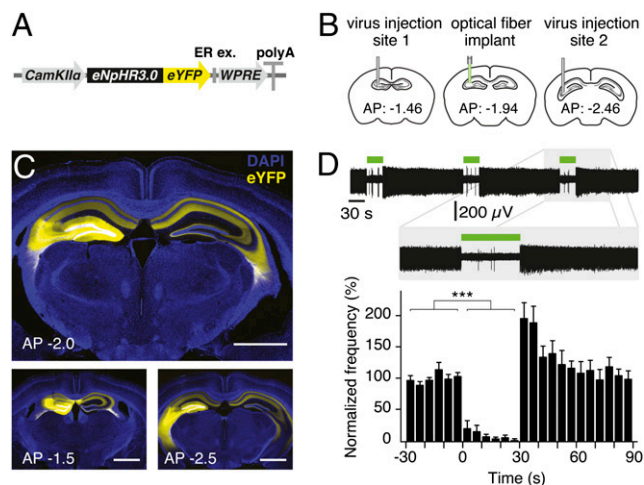 A
CamKIIα eNpHR3.0 eYFP ER ex. WPRE polyA
B
virus injection site 1
optical fiber implant
virus injection site 2
AP: -1.46
AP: -1.94
AP: -2.46
C
DAPI
eYFP
AP -2.0
AP -1.5
AP -2.5
D
30 s
200 µV
Normalized frequency (%)
200
150
100
50
0
***
-30 0 30 60 90
Time (s)